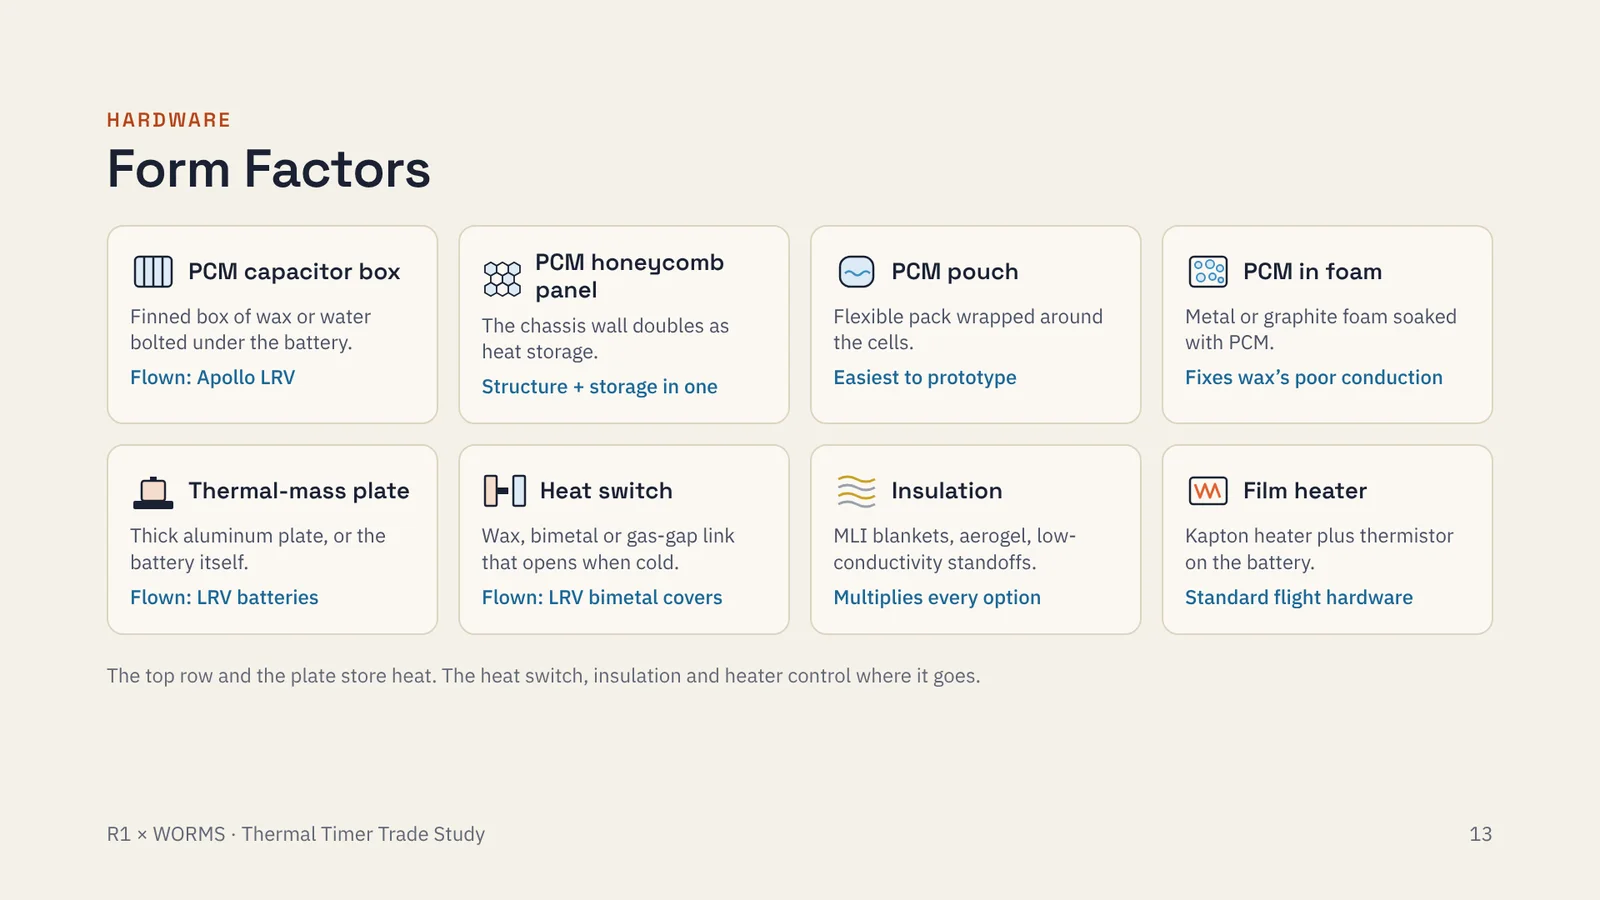 HARDWARE
Form Factors
PCM capacitor box
Finned box of wax or water
bolted under the battery.
Flown: Apollo LRV
PCM honeycomb
panel
The chassis wall doubles as
heat storage.
Structure + storage in one
PCM pouch
Flexible pack wrapped around
the cells.
Easiest to prototype
PCM in foam
Metal or graphite foam soaked
with PCM.
Fixes wax’s poor conduction
Thermal-mass plate
Thick aluminum plate, or the
battery itself.
Flown: LRV batteries
Heat switch
Wax, bimetal or gas-gap link
that opens when cold.
Flown: LRV bimetal covers
Insulation
MLI blankets, aerogel, low-
conductivity standoffs.
Multiplies every option
Film heater
Kapton heater plus thermistor
on the battery.
Standard flight hardware
The top row and the plate store heat. The heat switch, insulation and heater control where it goes.
R1 × WORMS · Thermal Timer Trade Study
13